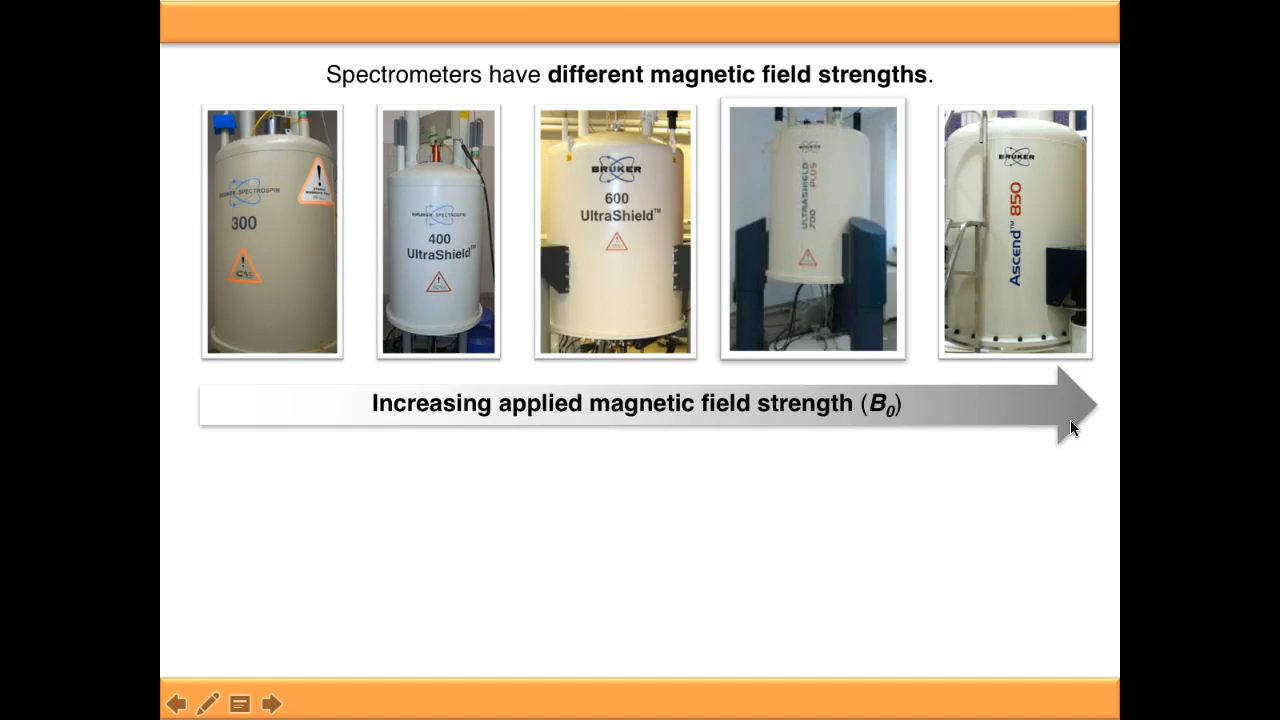 Spectrometers have different magnetic field strengths.
BRUKER SPECTROSPIN
300
BRUKER SPECTROSPIN
400
UltraShield™
BRUKER
600
UltraShield™
BRUKER
ULTRASHIELD PLUS
700
BRUKER
Ascend™ 850
Increasing applied magnetic field strength (B0)